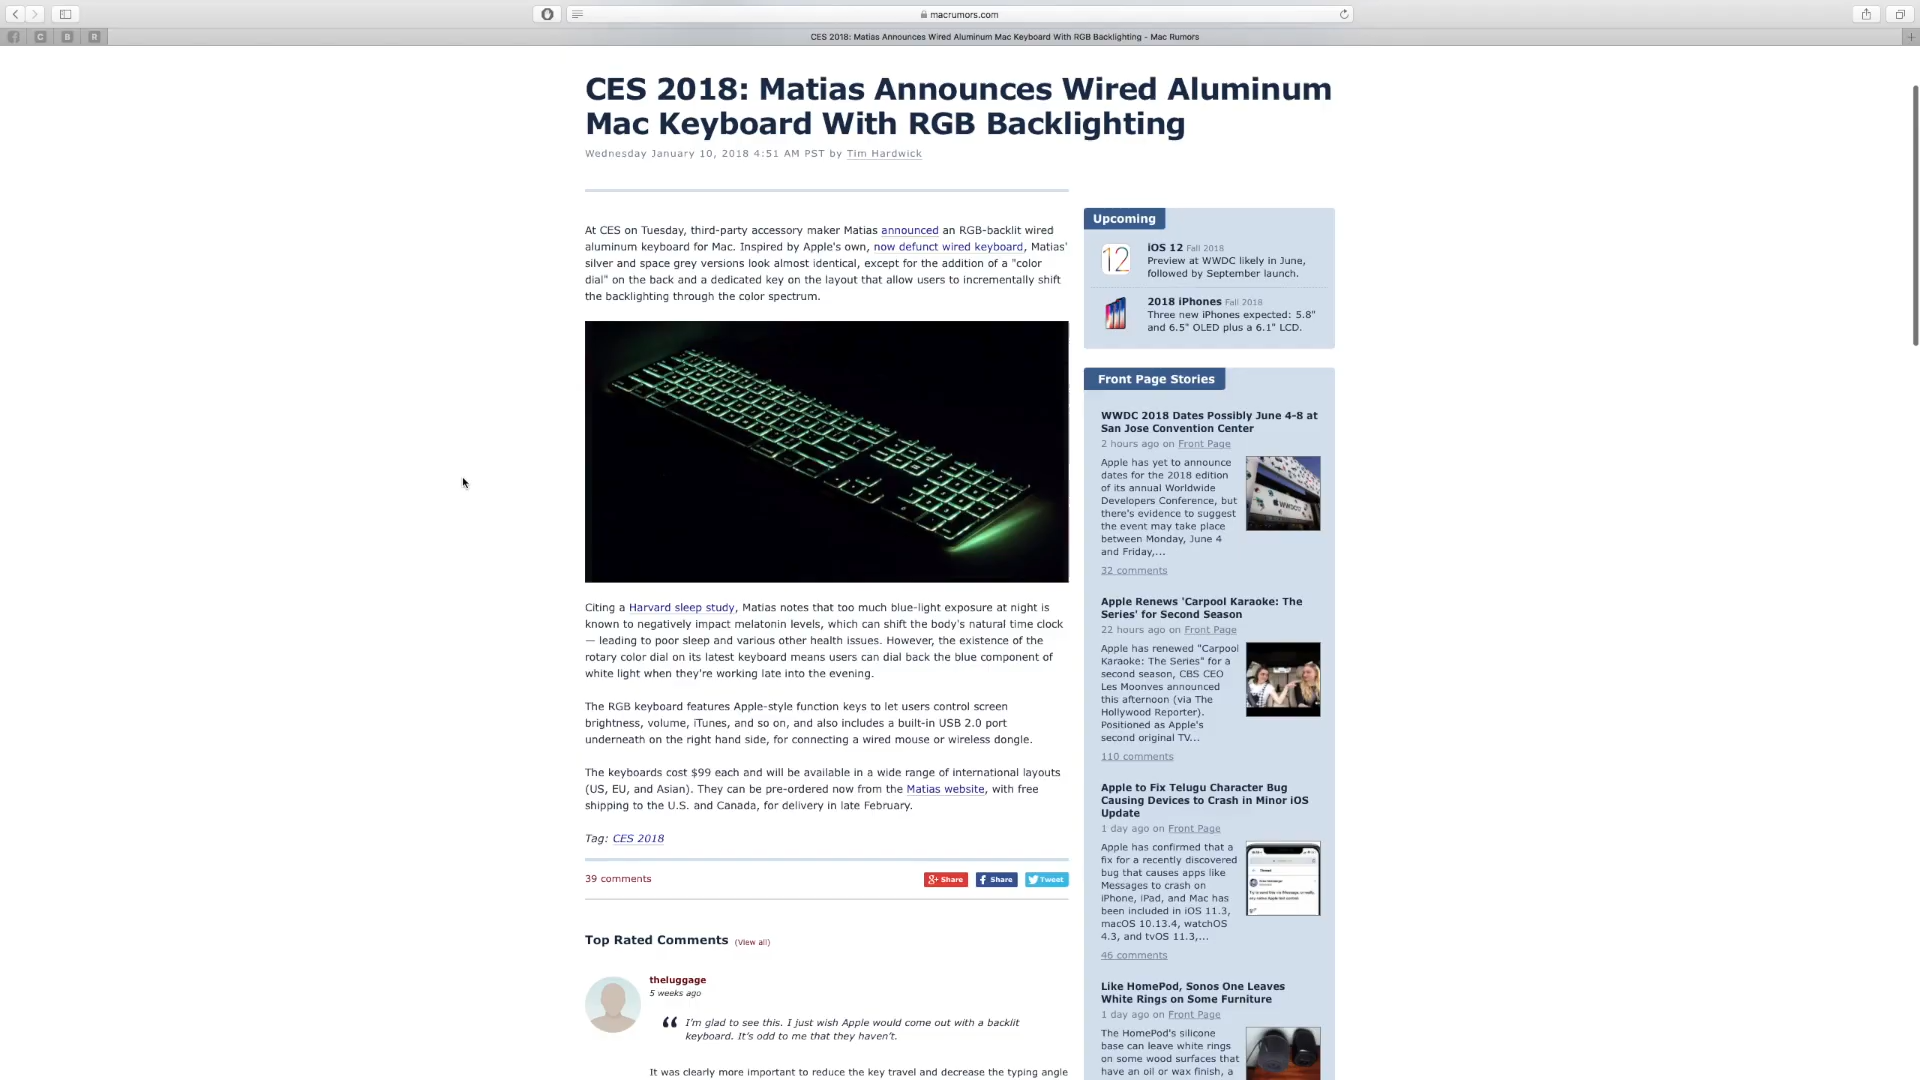 macrumors.com
C
B
R
CES 2018: Matias Announces Wired Aluminum Mac Keyboard With RGB Backlighting - Mac Rumors
CES 2018: Matias Announces Wired Aluminum
Mac Keyboard With RGB Backlighting
Wednesday January 10, 2018 4:51 AM PST by Tim Hardwick
At CES on Tuesday, third-party accessory maker Matias announced an RGB-backlit wired
aluminum keyboard for Mac. Inspired by Apple's own, now defunct wired keyboard, Matias'
silver and space grey versions look almost identical, except for the addition of a "color
dial" on the back and a dedicated key on the layout that allow users to incrementally shift
the backlighting through the color spectrum.
Citing a Harvard sleep study, Matias notes that too much blue-light exposure at night is
known to negatively impact melatonin levels, which can shift the body's natural time clock
— leading to poor sleep and various other health issues. However, the existence of the
rotary color dial on its latest keyboard means users can dial back the blue component of
white light when they're working late into the evening.
The RGB keyboard features Apple-style function keys to let users control screen
brightness, volume, iTunes, and so on, and also includes a built-in USB 2.0 port
underneath on the right hand side, for connecting a wired mouse or wireless dongle.
The keyboards cost $99 each and will be available in a wide range of international layouts
(US, EU, and Asian). They can be pre-ordered now from the Matias website, with free
shipping to the U.S. and Canada, for delivery in late February.
Tag: CES 2018
39 comments
Share
Share
Tweet
Top Rated Comments (View all)
theluggage
5 weeks ago
I'm glad to see this. I just wish Apple would come out with a backlit
keyboard. It's odd to me that they haven't.
It was clearly more important to reduce the key travel and decrease the typing angle
Upcoming
12
iOS 12 Fall 2018
Preview at WWDC likely in June,
followed by September launch.
2018 iPhones Fall 2018
Three new iPhones expected: 5.8"
and 6.5" OLED plus a 6.1" LCD.
Front Page Stories
WWDC 2018 Dates Possibly June 4-8 at
San Jose Convention Center
2 hours ago on Front Page
Apple has yet to announce
dates for the 2018 edition
of its annual Worldwide
Developers Conference, but
there's evidence to suggest
the event may take place
between Monday, June 4
and Friday,...
32 comments
Apple Renews 'Carpool Karaoke: The
Series' for Second Season
22 hours ago on Front Page
Apple has renewed "Carpool
Karaoke: The Series" for a
second season, CBS CEO
Les Moonves announced
this afternoon (via The
Hollywood Reporter).
Positioned as Apple's
second original TV...
110 comments
Apple to Fix Telugu Character Bug
Causing Devices to Crash in Minor iOS
Update
1 day ago on Front Page
Apple has confirmed that a
fix for a recently discovered
bug that causes apps like
Messages to crash on
iPhone, iPad, and Mac has
been included in iOS 11.3,
macOS 10.13.4, watchOS
4.3, and tvOS 11.3,...
46 comments
Like HomePod, Sonos One Leaves
White Rings on Some Furniture
1 day ago on Front Page
The HomePod's silicone
base can leave white rings
on some wood surfaces that
have an oil or wax finish, a